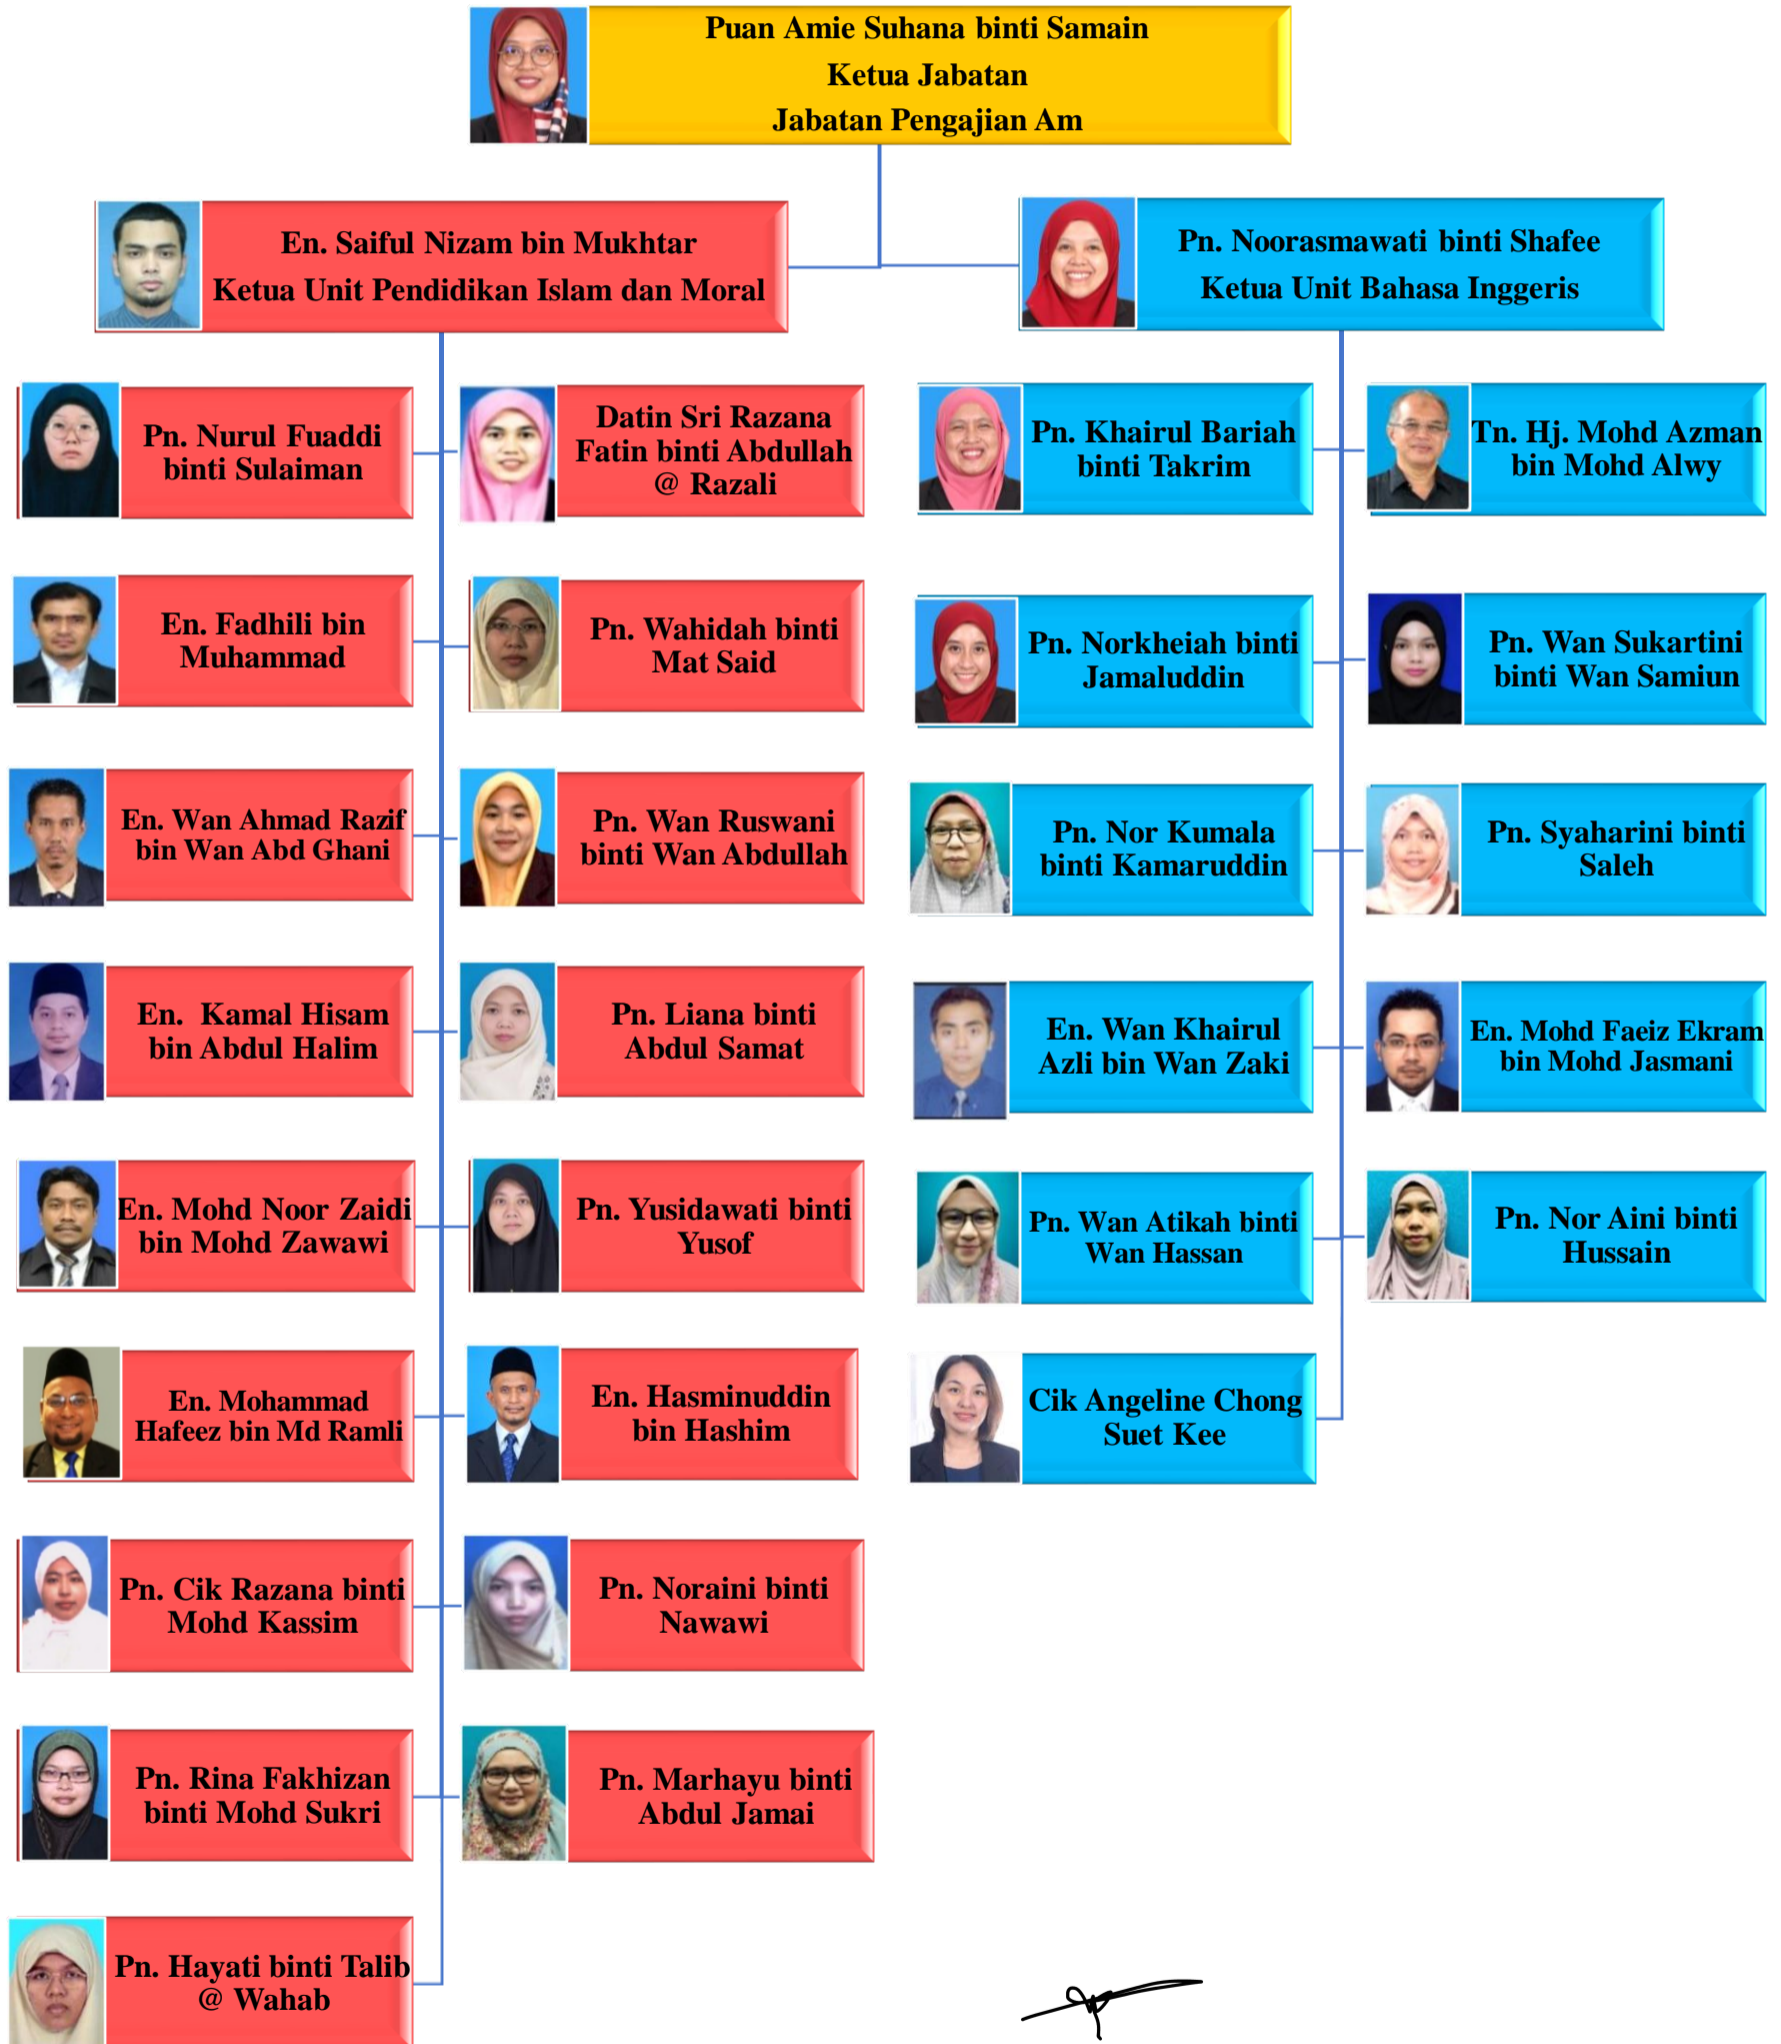 Puan Amie Suhana binti Samain
Ketua Jabatan
Jabatan Pengajian Am
En. Saiful Nizam bin Mukhtar
Ketua Unit Pendidikan Islam dan Moral
Pn. Noorasmawati binti Shafee
Ketua Unit Bahasa Inggeris
Pn. Nurul Fuaddi
binti Sulaiman
Datin Sri Razana
Fatin binti Abdullah
@ Razali
Pn. Khairul Bariah
binti Takrim
Tn. Hj. Mohd Azman
bin Mohd Alwy
En. Fadhili bin
Muhammad
Pn. Wahidah binti
Mat Said
Pn. Norkheiah binti
Jamaluddin
Pn. Wan Sukartini
binti Wan Samiun
En. Wan Ahmad Razif
bin Wan Abd Ghani
Pn. Wan Ruswani
binti Wan Abdullah
Pn. Nor Kumala
binti Kamaruddin
Pn. Syaharini binti
Saleh
En. Kamal Hisam
bin Abdul Halim
Pn. Liana binti
Abdul Samat
En. Wan Khairul
Azli bin Wan Zaki
En. Mohd Faeiz Ekram
bin Mohd Jasmani
En. Mohd Noor Zaidi
bin Mohd Zawawi
Pn. Yusidawati binti
Yusof
Pn. Wan Atikah binti
Wan Hassan
Pn. Nor Aini binti
Hussain
En. Mohammad
Hafeez bin Md Ramli
En. Hasminuddin
bin Hashim
Cik Angeline Chong
Suet Kee
Pn. Cik Razana binti
Mohd Kassim
Pn. Noraini binti
Nawawi
Pn. Rina Fakhizan
binti Mohd Sukri
Pn. Marhayu binti
Abdul Jamai
Pn. Hayati binti Talib
@ Wahab